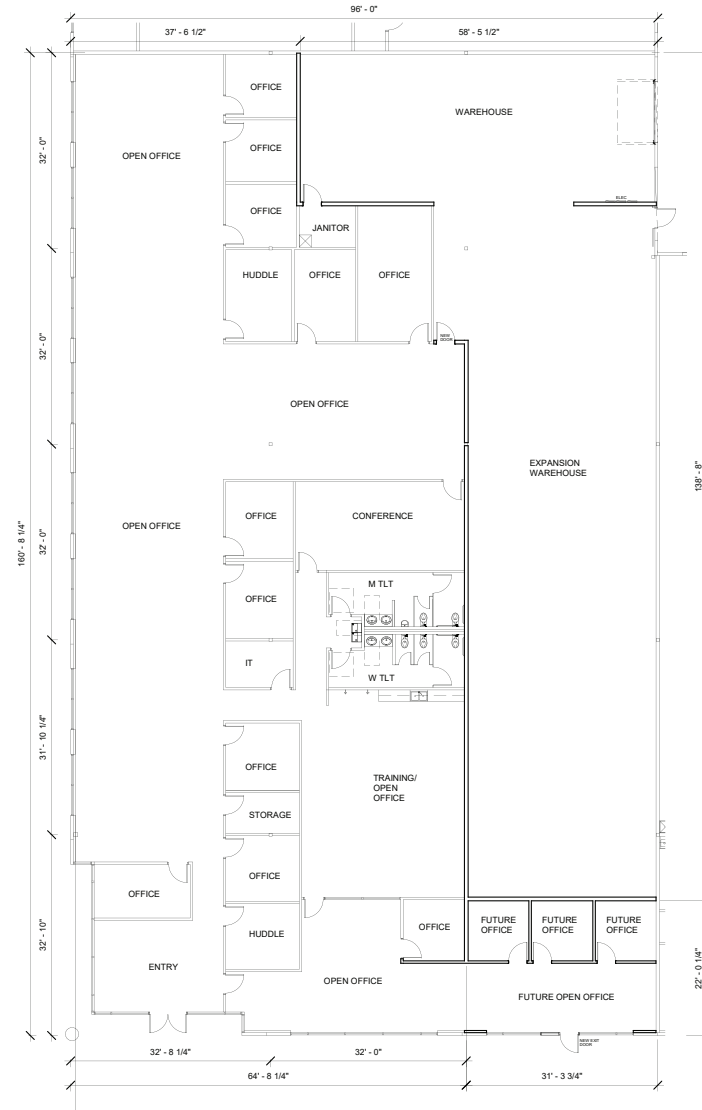 96' - 0"
37' - 6 1/2"
58' - 5 1/2"
OFFICE
WAREHOUSE
OPEN OFFICE
OFFICE
32' - 0"
ELEC
OFFICE
JANITOR
HUDDLE
OFFICE
OFFICE
NEW
DOOR
32' - 0"
OPEN OFFICE
EXPANSION
WAREHOUSE
138' - 8"
OFFICE
CONFERENCE
OPEN OFFICE
160' - 8 1/4"
32' - 0"
M TLT
OFFICE
IT
W TLT
31' - 10 1/4"
OFFICE
TRAINING/
OPEN
OFFICE
STORAGE
OFFICE
OFFICE
32' - 10"
HUDDLE
OFFICE
FUTURE
OFFICE
FUTURE
OFFICE
FUTURE
OFFICE
ENTRY
OPEN OFFICE
FUTURE OPEN OFFICE
22' - 0 1/4"
NEW EXIT
DOOR
32' - 8 1/4"
32' - 0"
64' - 8 1/4"
31' - 3 3/4"